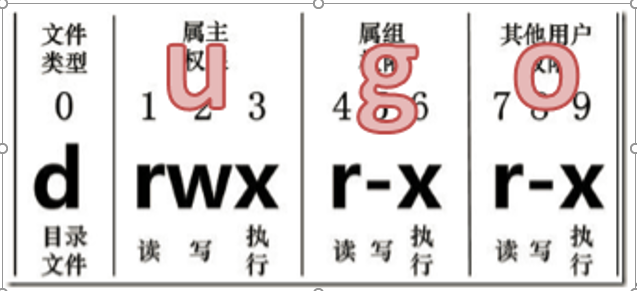 文件 属主 属组 其他用户
类型 权限 权限 权限
u g o
0 1 2 3 4 5 6 7 8 9
d rwx r-x r-x
目录 读 写 执 读 写 执 读 写 执
文件 行 行 行